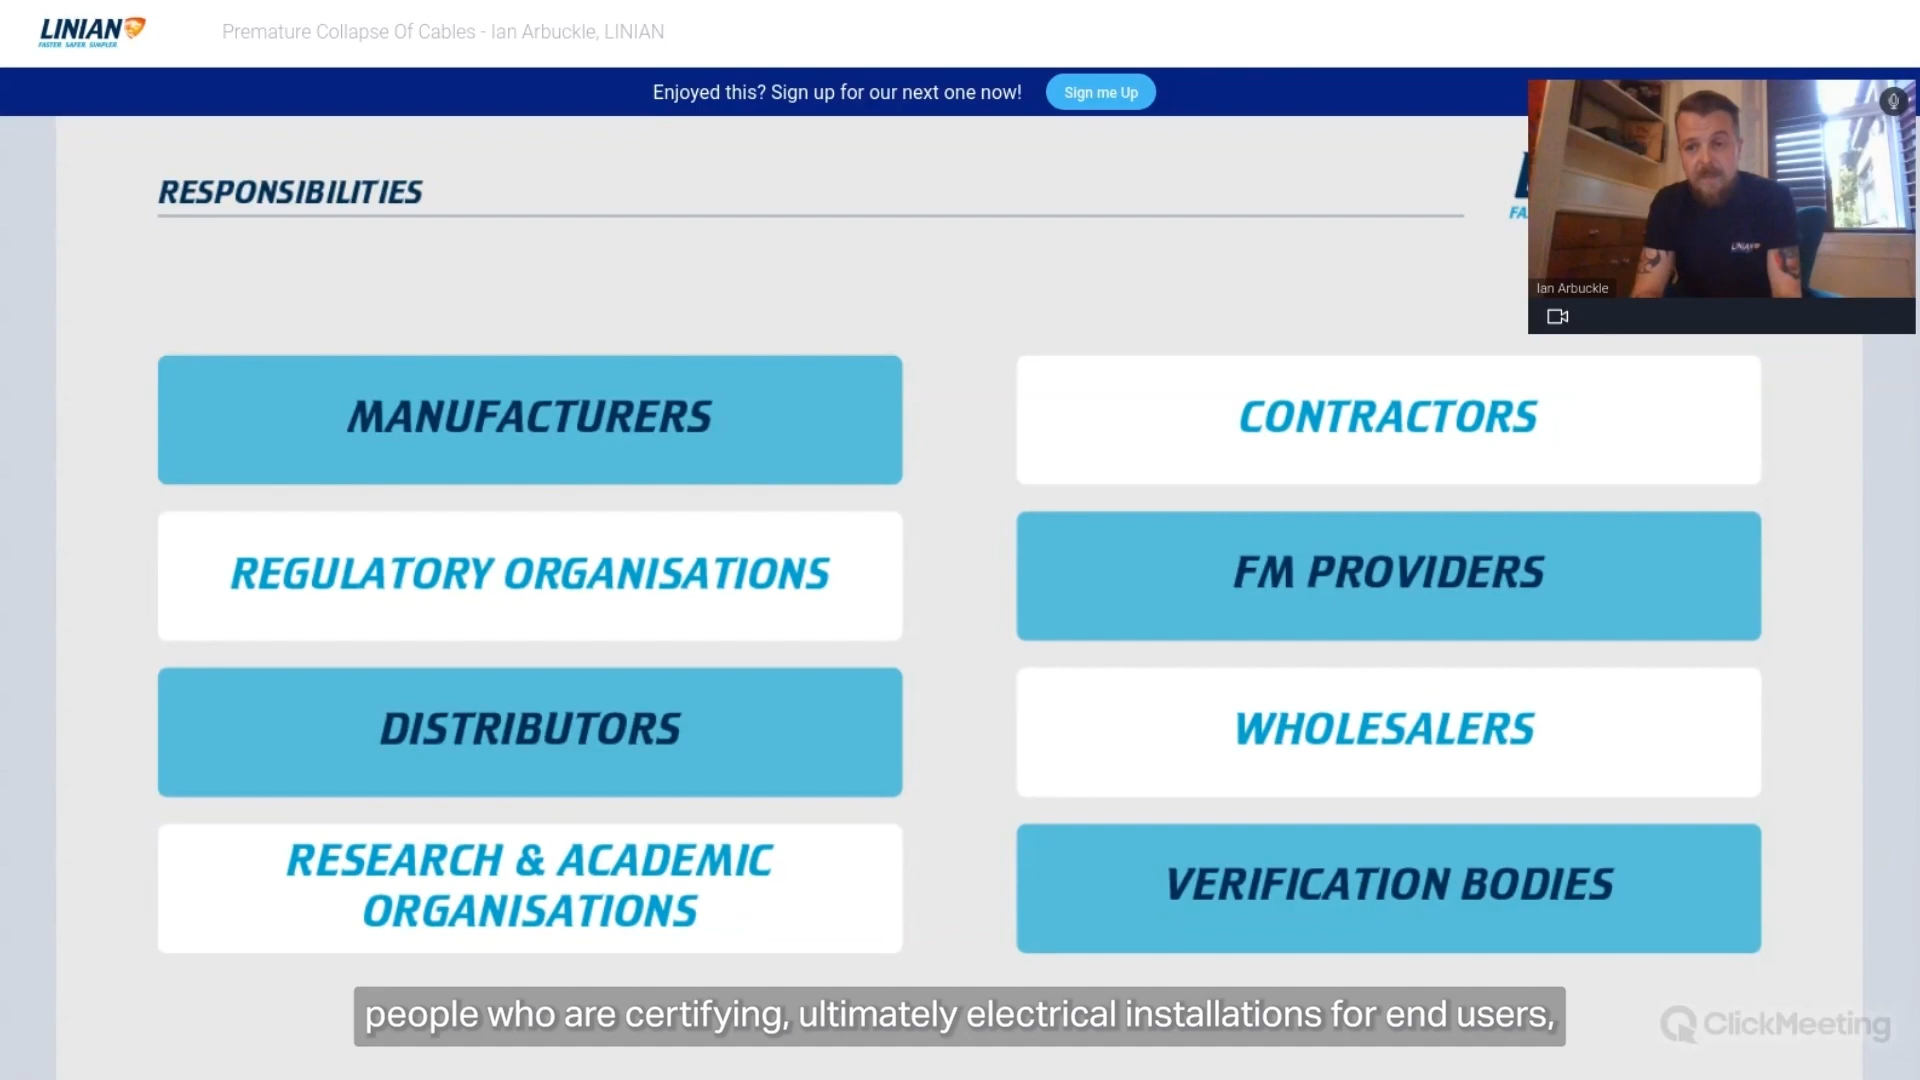 LINIAN
FASTER. SAFER. SIMPLER.
Premature Collapse Of Cables - Ian Arbuckle, LINIAN
Enjoyed this? Sign up for our next one now!
Sign me Up
RESPONSIBILITIES
FA
LINIAN
Ian Arbuckle
MANUFACTURERS
CONTRACTORS
REGULATORY ORGANISATIONS
FM PROVIDERS
DISTRIBUTORS
WHOLESALERS
RESEARCH & ACADEMIC
ORGANISATIONS
VERIFICATION BODIES
people who are certifying, ultimately electrical installations for end users,
ClickMeeting